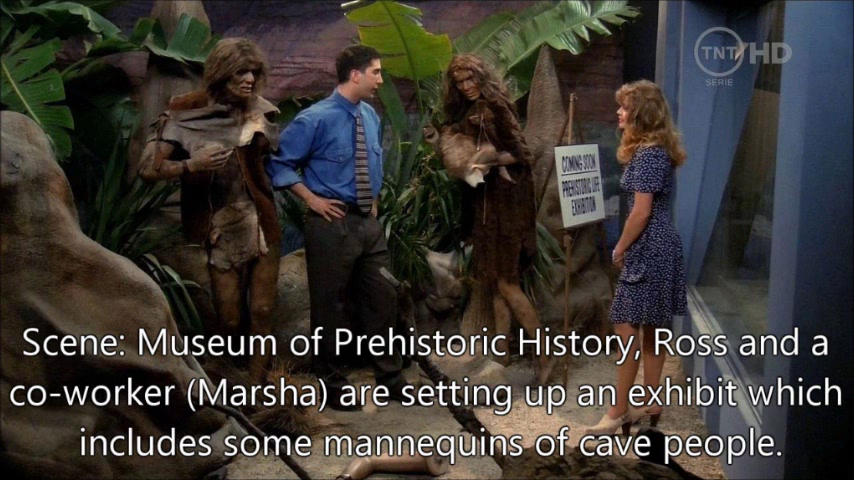 TNT HD
SERIE
COMING SOON
PREHISTORIC LIFE
EXHIBITION
Scene: Museum of Prehistoric History, Ross and a
co-worker (Marsha) are setting up an exhibit which
includes some mannequins of cave people.